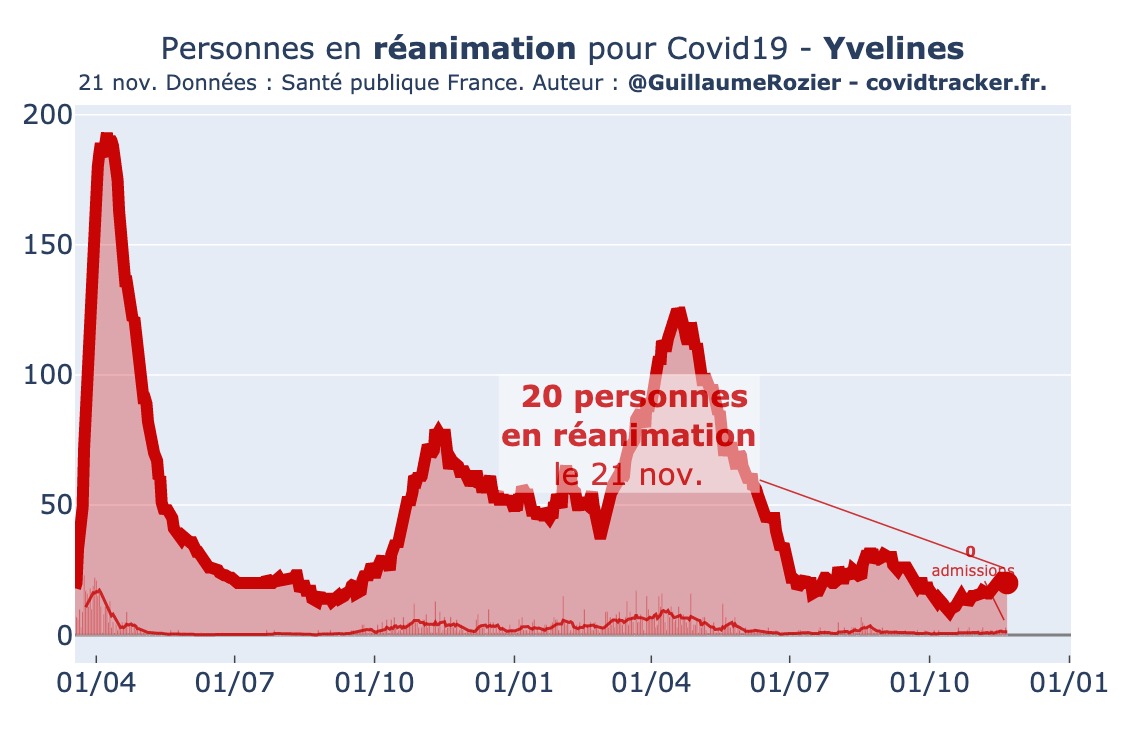 Personnes en réanimation pour Covid19 - Yvelines
21 nov. Données : Santé publique France. Auteur : @GuillaumeRozier - covidtracker.fr.
200
150
100
50
0
20 personnes
en réanimation
le 21 nov.
0
admissions
01/04 01/07 01/10 01/01 01/04 01/07 01/10 01/01